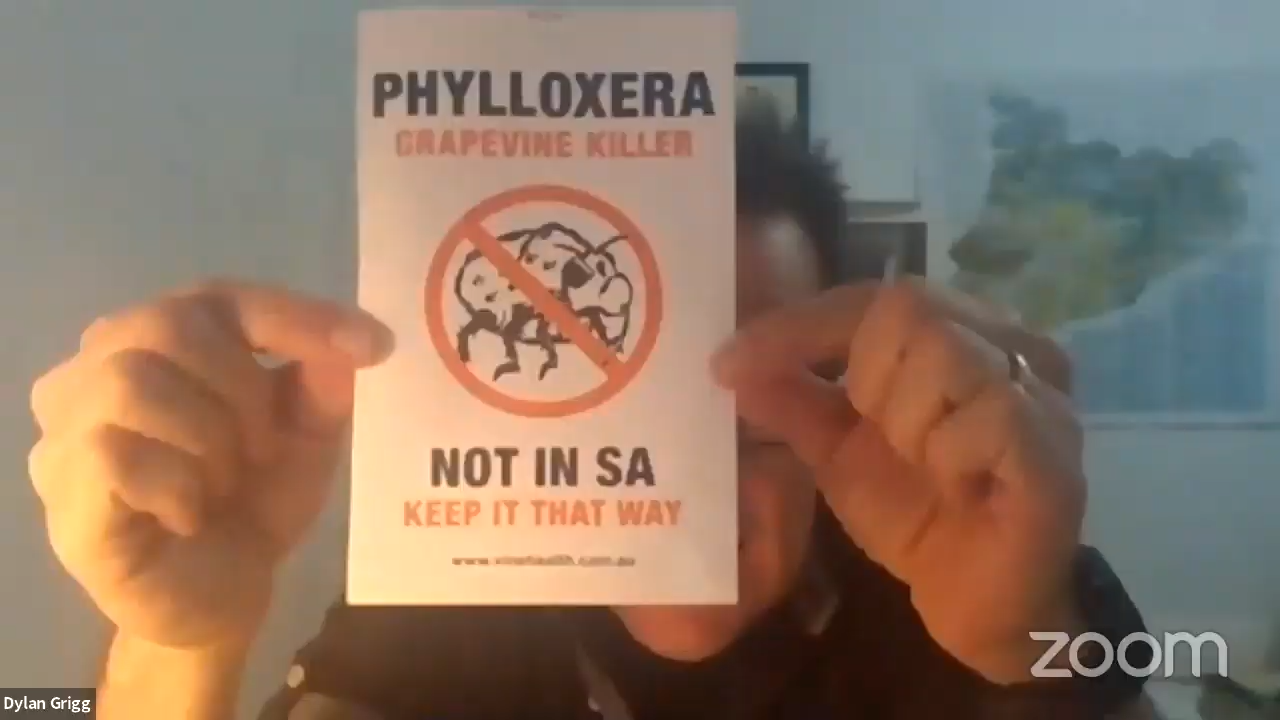 PHYLLOXERA
GRAPEVINE KILLER
NOT IN SA
KEEP IT THAT WAY
www.vinehealth.com.au
zoom
Dylan Grigg